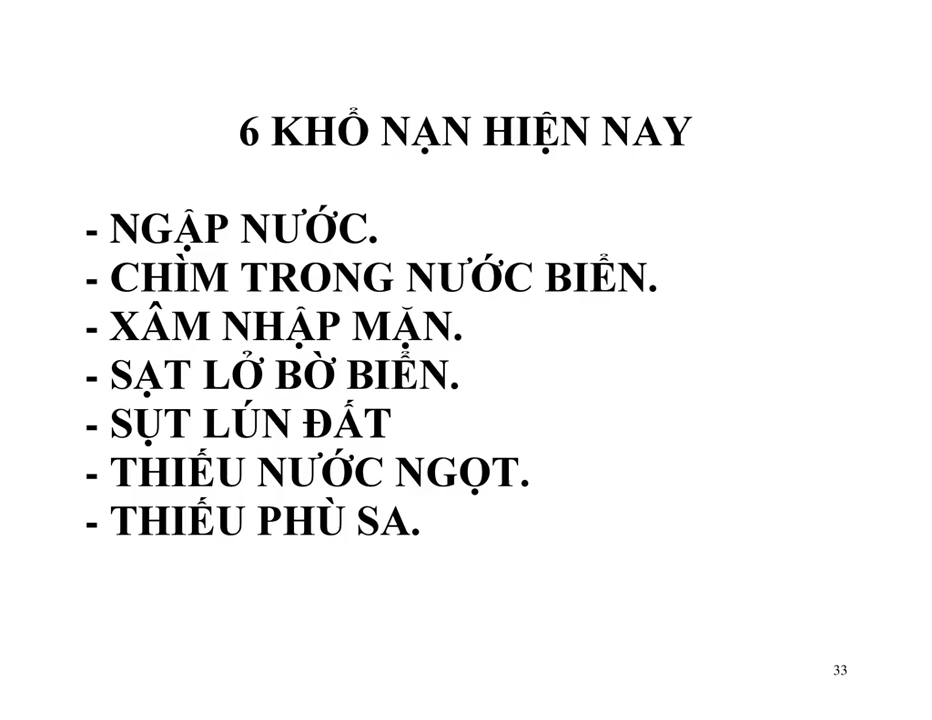 6 KHỔ NẠN HIỆN NAY
- NGẬP NƯỚC.
- CHÌM TRONG NƯỚC BIỂN.
- XÂM NHẬP MẶN.
- SẠT LỞ BỜ BIỂN.
- SỤT LÚN ĐẤT
- THIẾU NƯỚC NGỌT.
- THIẾU PHÙ SA.
33